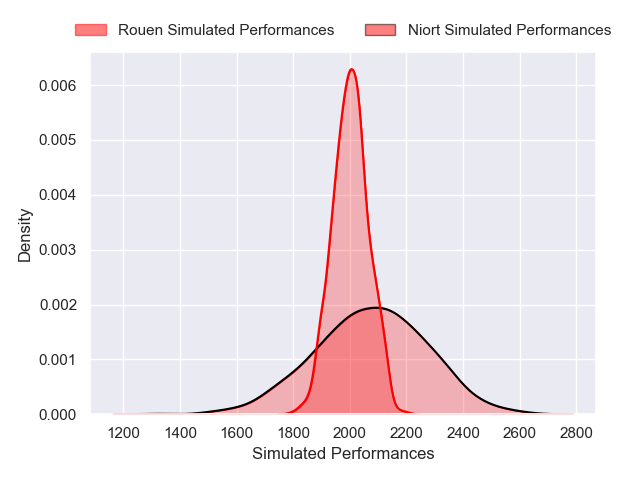 Rouen Simulated Performances Niort Simulated Performances
0.006
0.005
0.004
0.003
0.002
0.001
0.000
Density
1200 1400 1600 1800 2000 2200 2400 2600 2800
Simulated Performances